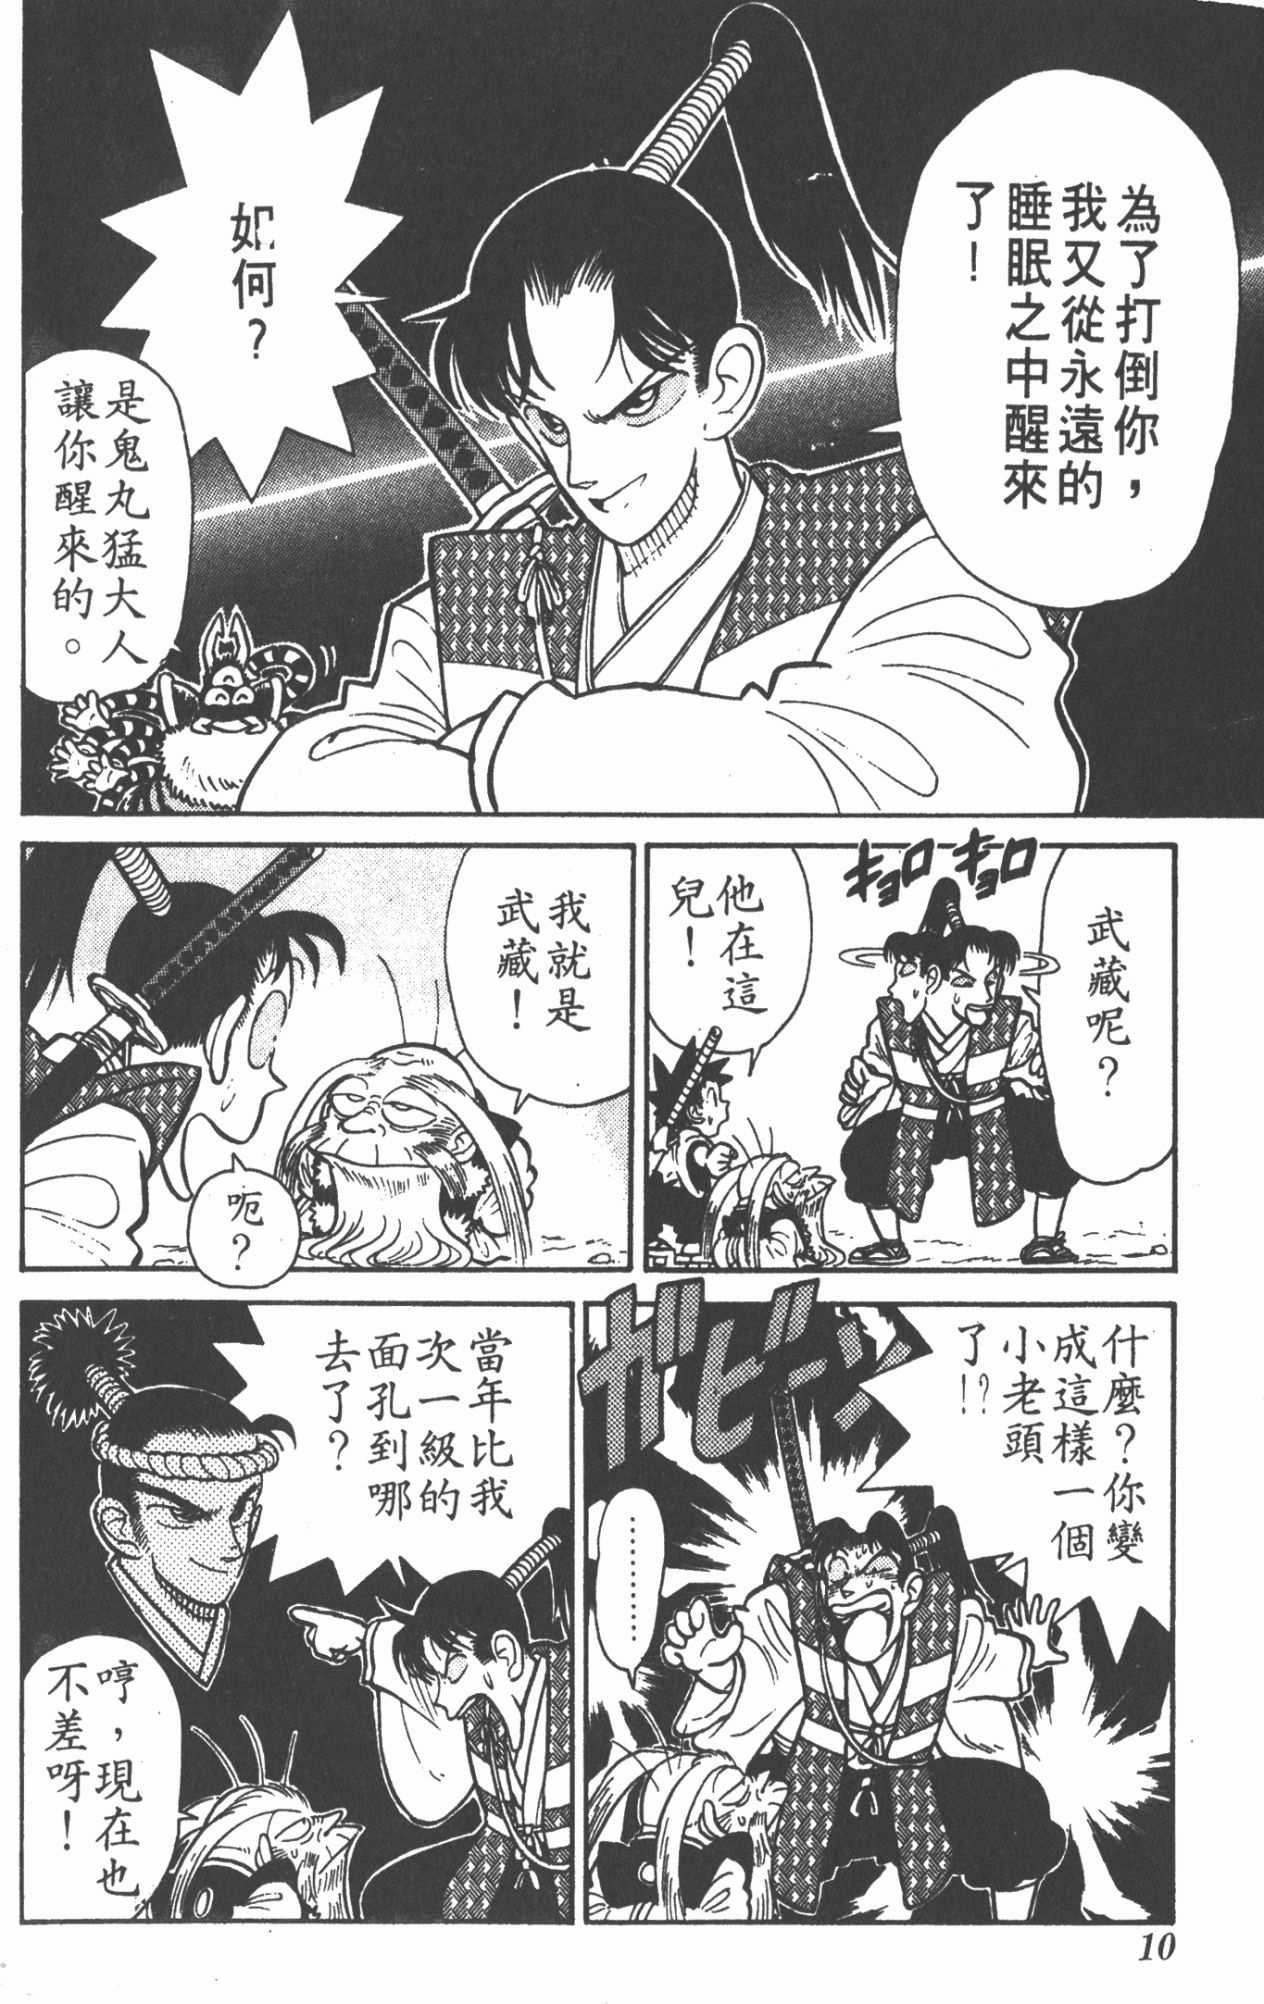 為了打倒你，
我又從永遠的
睡眠之中醒來
了！
如何？
是鬼丸猛大人
讓你醒來的。
武藏呢？
キョロキョロ
他在這
兒！
我就是
武藏！
呃？
什麼？你變
成這樣一個
小老頭
了！？
ガビーン
………
當年比我
次一級的
面孔到哪
去了？
哼，現在也
不差呀！
10